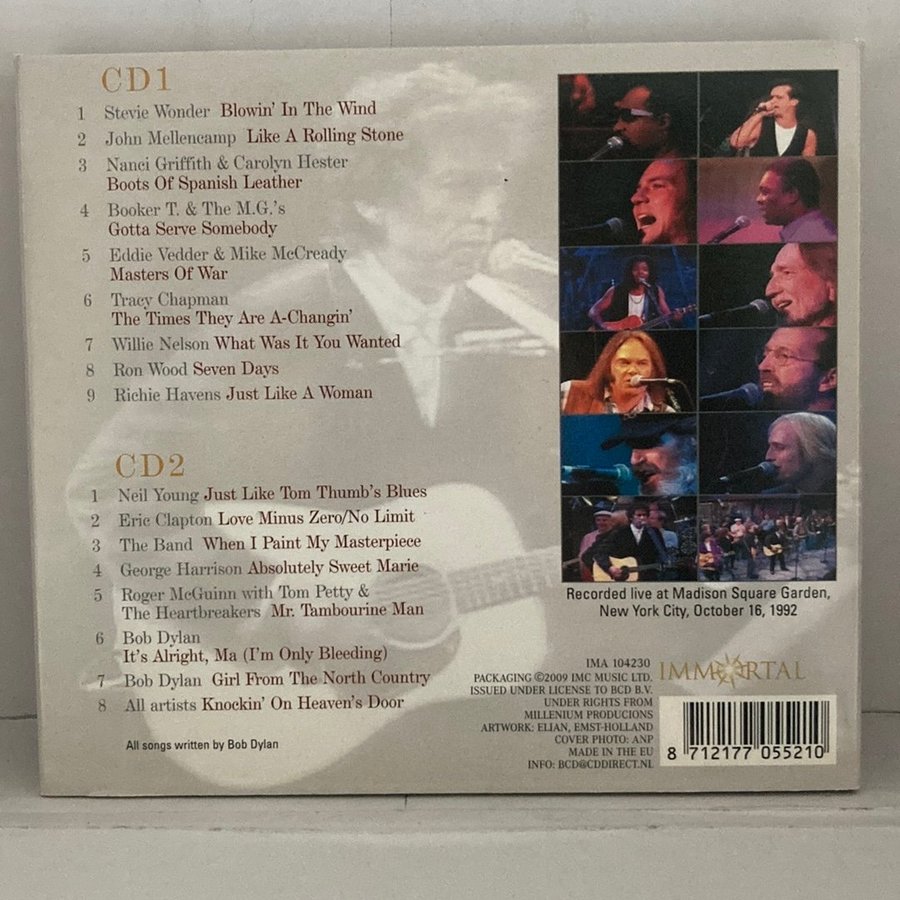 CD1
1 Stevie Wonder Blowin' In The Wind
2 John Mellencamp Like A Rolling Stone
3 Nanci Griffith & Carolyn Hester
Boots Of Spanish Leather
4 Booker T. & The M.G.'s
Gotta Serve Somebody
5 Eddie Vedder & Mike McCready
Masters Of War
6 Tracy Chapman
The Times They Are A-Changin'
7 Willie Nelson What Was It You Wanted
8 Ron Wood Seven Days
9 Richie Havens Just Like A Woman
CD2
1 Neil Young Just Like Tom Thumb's Blues
2 Eric Clapton Love Minus Zero/No Limit
3 The Band When I Paint My Masterpiece
4 George Harrison Absolutely Sweet Marie
5 Roger McGuinn with Tom Petty &
The Heartbreakers Mr. Tambourine Man
6 Bob Dylan
It's Alright, Ma (I'm Only Bleeding)
7 Bob Dylan Girl From The North Country
8 All artists Knockin' On Heaven's Door
All songs written by Bob Dylan
Recorded live at Madison Square Garden,
New York City, October 16, 1992
IMA 104230
PACKAGING ©2009 IMC MUSIC LTD.
ISSUED UNDER LICENSE TO BCD B.V.
UNDER RIGHTS FROM
MILLENIUM PRODUCIONS
ARTWORK: ELIAN, EMST-HOLLAND
COVER PHOTO: ANP
MADE IN THE EU
INFO: BCD@CDDIRECT.NL
IMMORTAL
8 712177 055210